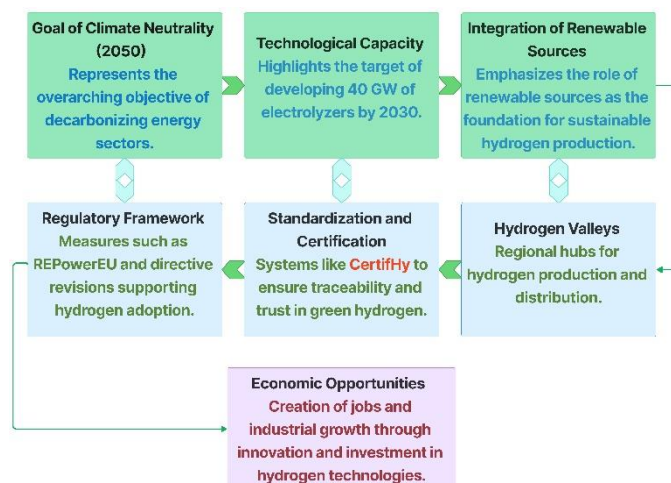 Goal of Climate Neutrality
(2050)
Represents the
overarching objective of
decarbonizing energy
sectors.
Technological Capacity
Highlights the target of
developing 40 GW of
electrolyzers by 2030.
Integration of Renewable
Sources
Emphasizes the role of
renewable sources as the
foundation for sustainable
hydrogen production.
Regulatory Framework
Measures such as
REPowerEU and directive
revisions supporting
hydrogen adoption.
Standardization and
Certification
Systems like CertifHy to
ensure traceability and
trust in green hydrogen.
Hydrogen Valleys
Regional hubs for
hydrogen production and
distribution.
Economic Opportunities
Creation of jobs and
industrial growth through
innovation and investment in
hydrogen technologies.